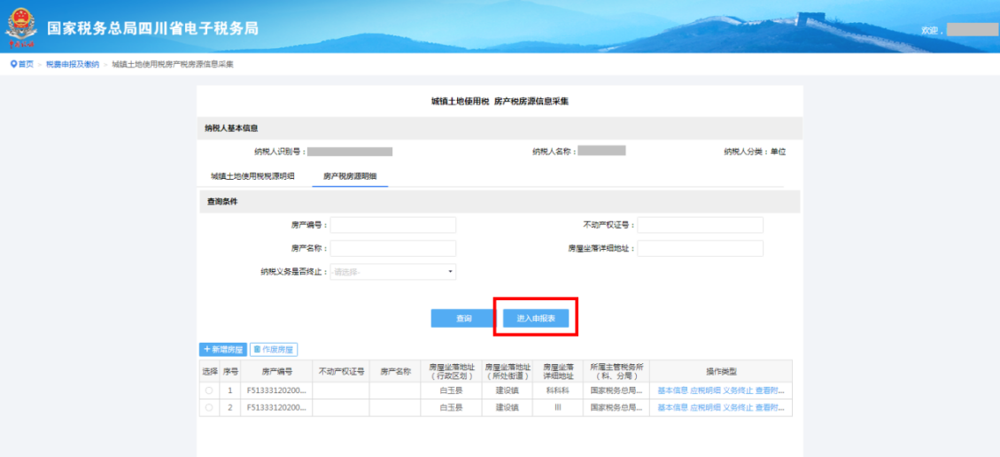 国家税务总局四川省电子税务局
欢迎，
首页 > 税费申报及缴纳 > 城镇土地使用税房产税房源信息采集
城镇土地使用税 房产税房源信息采集
纳税人基本信息
纳税人识别号： 纳税人名称： 纳税人分类：单位
城镇土地使用税税源明细 房产税房源明细
查询条件
房产编号： 不动产权证号：
房产名称： 房屋坐落详细地址：
纳税义务是否终止： -请选择-
查询 进入申报表
+新增房屋 作废房屋
选择 序号 房产编号 不动产权证号 房产名称 房屋坐落地址（行政区划） 房屋坐落地址（所处街道） 房屋坐落详细地址 所属主管税务所（科、分局） 操作类型
1 F51333120200... 白玉县 建设镇 科科科 国家税务总局... 基本信息 应税明细 义务终止 查看附...
2 F51333120200... 白玉县 建设镇 lll 国家税务总局... 基本信息 应税明细 义务终止 查看附...